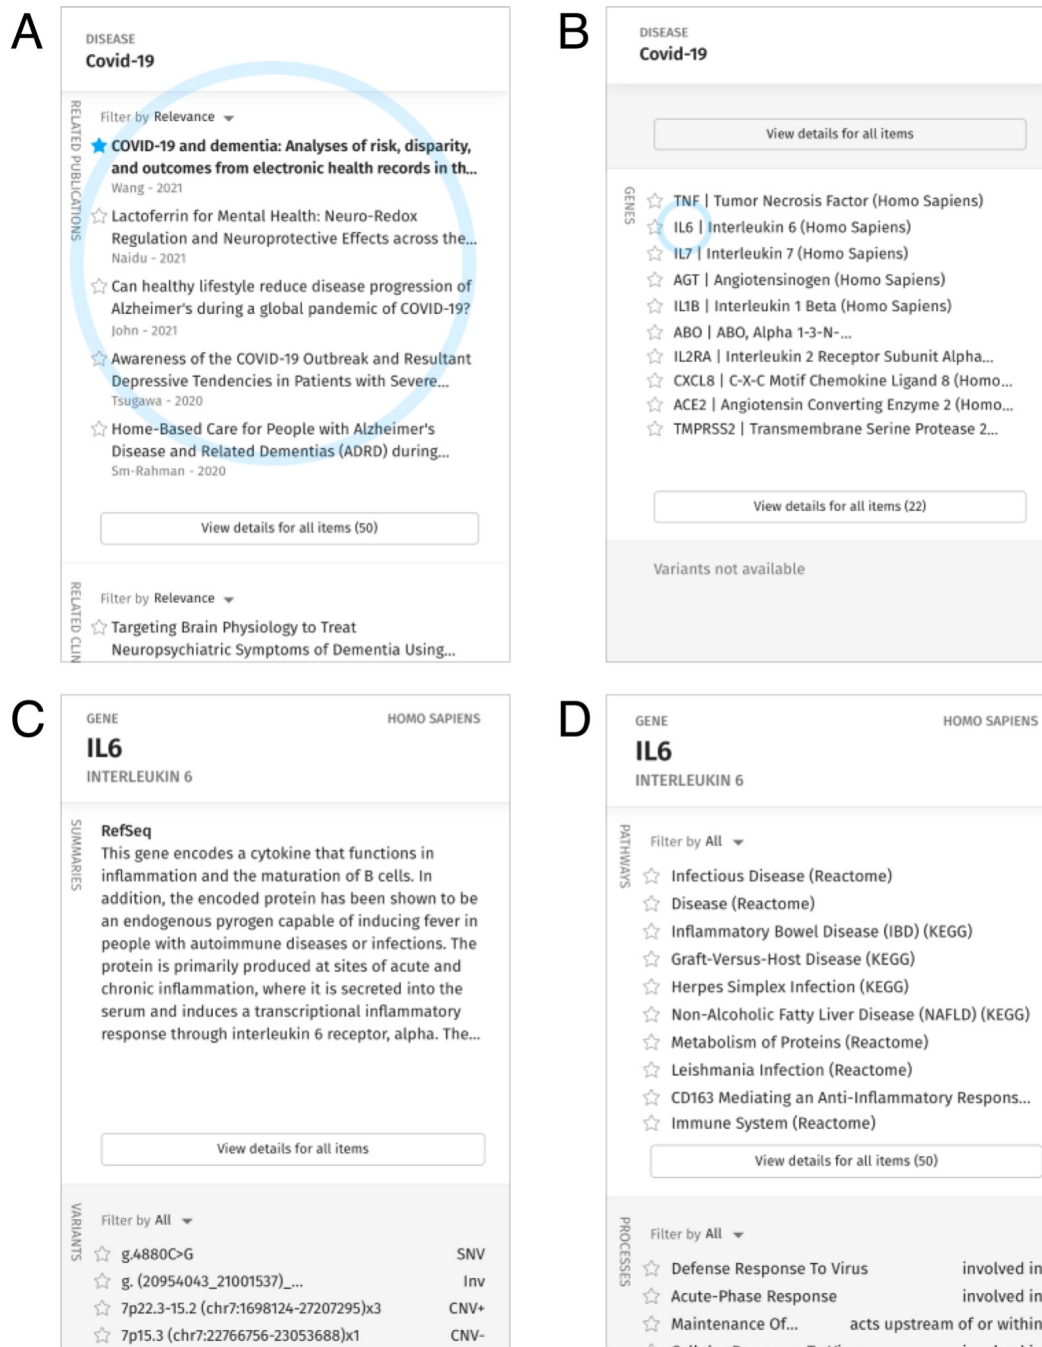 A
DISEASE
Covid-19
RELATED PUBLICATIONS
Filter by Relevance
COVID-19 and dementia: Analyses of risk, disparity,
and outcomes from electronic health records in th...
Wang - 2021
Lactoferrin for Mental Health: Neuro-Redox
Regulation and Neuroprotective Effects across the...
Naidu - 2021
Can healthy lifestyle reduce disease progression of
Alzheimer's during a global pandemic of COVID-19?
John - 2021
Awareness of the COVID-19 Outbreak and Resultant
Depressive Tendencies in Patients with Severe...
Tsugawa - 2020
Home-Based Care for People with Alzheimer's
Disease and Related Dementias (ADRD) during...
Sm-Rahman - 2020
View details for all items (50)
RELATED CLIN
Filter by Relevance
Targeting Brain Physiology to Treat
Neuropsychiatric Symptoms of Dementia Using...
B
DISEASE
Covid-19
View details for all items
GENES
TNF | Tumor Necrosis Factor (Homo Sapiens)
IL6 | Interleukin 6 (Homo Sapiens)
IL7 | Interleukin 7 (Homo Sapiens)
AGT | Angiotensinogen (Homo Sapiens)
IL1B | Interleukin 1 Beta (Homo Sapiens)
ABO | ABO, Alpha 1-3-N-...
IL2RA | Interleukin 2 Receptor Subunit Alpha...
CXCL8 | C-X-C Motif Chemokine Ligand 8 (Homo...
ACE2 | Angiotensin Converting Enzyme 2 (Homo...
TMPRSS2 | Transmembrane Serine Protease 2...
View details for all items (22)
Variants not available
C
GENE HOMO SAPIENS
IL6
INTERLEUKIN 6
SUMMARIES
RefSeq
This gene encodes a cytokine that functions in
inflammation and the maturation of B cells. In
addition, the encoded protein has been shown to be
an endogenous pyrogen capable of inducing fever in
people with autoimmune diseases or infections. The
protein is primarily produced at sites of acute and
chronic inflammation, where it is secreted into the
serum and induces a transcriptional inflammatory
response through interleukin 6 receptor, alpha. The...
View details for all items
VARIANTS
Filter by All
g.4880C>G SNV
g. (20954043_21001537)_... Inv
7p22.3-15.2 (chr7:1698124-27207295)x3 CNV+
7p15.3 (chr7:22766756-23053688)x1 CNV-
D
GENE HOMO SAPIENS
IL6
INTERLEUKIN 6
PATHWAYS
Filter by All
Infectious Disease (Reactome)
Disease (Reactome)
Inflammatory Bowel Disease (IBD) (KEGG)
Graft-Versus-Host Disease (KEGG)
Herpes Simplex Infection (KEGG)
Non-Alcoholic Fatty Liver Disease (NAFLD) (KEGG)
Metabolism of Proteins (Reactome)
Leishmania Infection (Reactome)
CD163 Mediating an Anti-Inflammatory Respons...
Immune System (Reactome)
View details for all items (50)
PROCESSES
Filter by All
Defense Response To Virus involved in
Acute-Phase Response involved in
Maintenance Of... acts upstream of or within